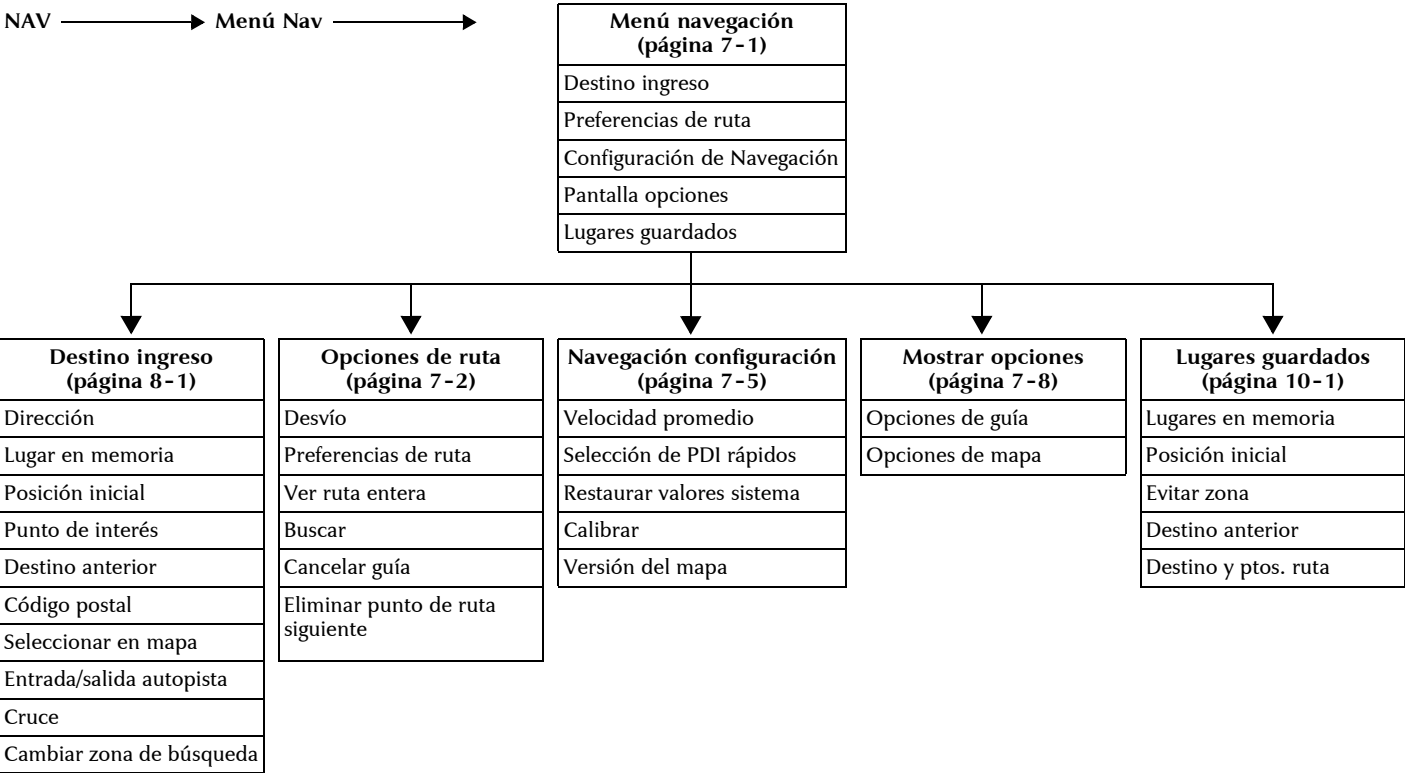 NAV Menú Nav
Menú navegación
(página 7-1)
Destino ingreso
Preferencias de ruta
Configuración de Navegación
Pantalla opciones
Lugares guardados
Destino ingreso
(página 8-1)
Dirección
Lugar en memoria
Posición inicial
Punto de interés
Destino anterior
Código postal
Seleccionar en mapa
Entrada/salida autopista
Cruce
Cambiar zona de búsqueda
Opciones de ruta
(página 7-2)
Desvío
Preferencias de ruta
Ver ruta entera
Buscar
Cancelar guía
Eliminar punto de ruta
siguiente
Navegación configuración
(página 7-5)
Velocidad promedio
Selección de PDI rápidos
Restaurar valores sistema
Calibrar
Versión del mapa
Mostrar opciones
(página 7-8)
Opciones de guía
Opciones de mapa
Lugares guardados
(página 10-1)
Lugares en memoria
Posición inicial
Evitar zona
Destino anterior
Destino y ptos. ruta